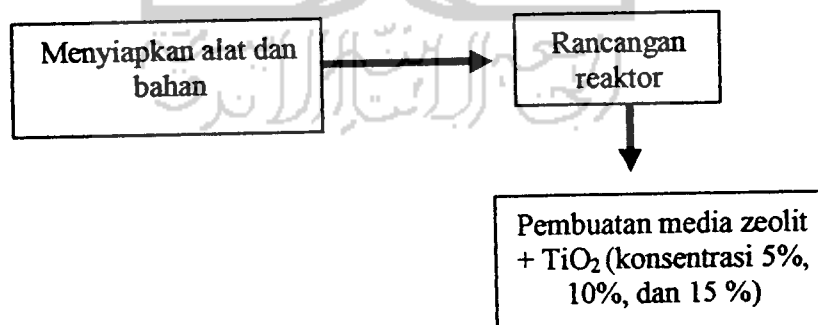 Menyiapkan alat dan
bahan
Rancangan
reaktor
Pembuatan media zeolit
+ TiO₂ (konsentrasi 5%,
10%, dan 15 %)